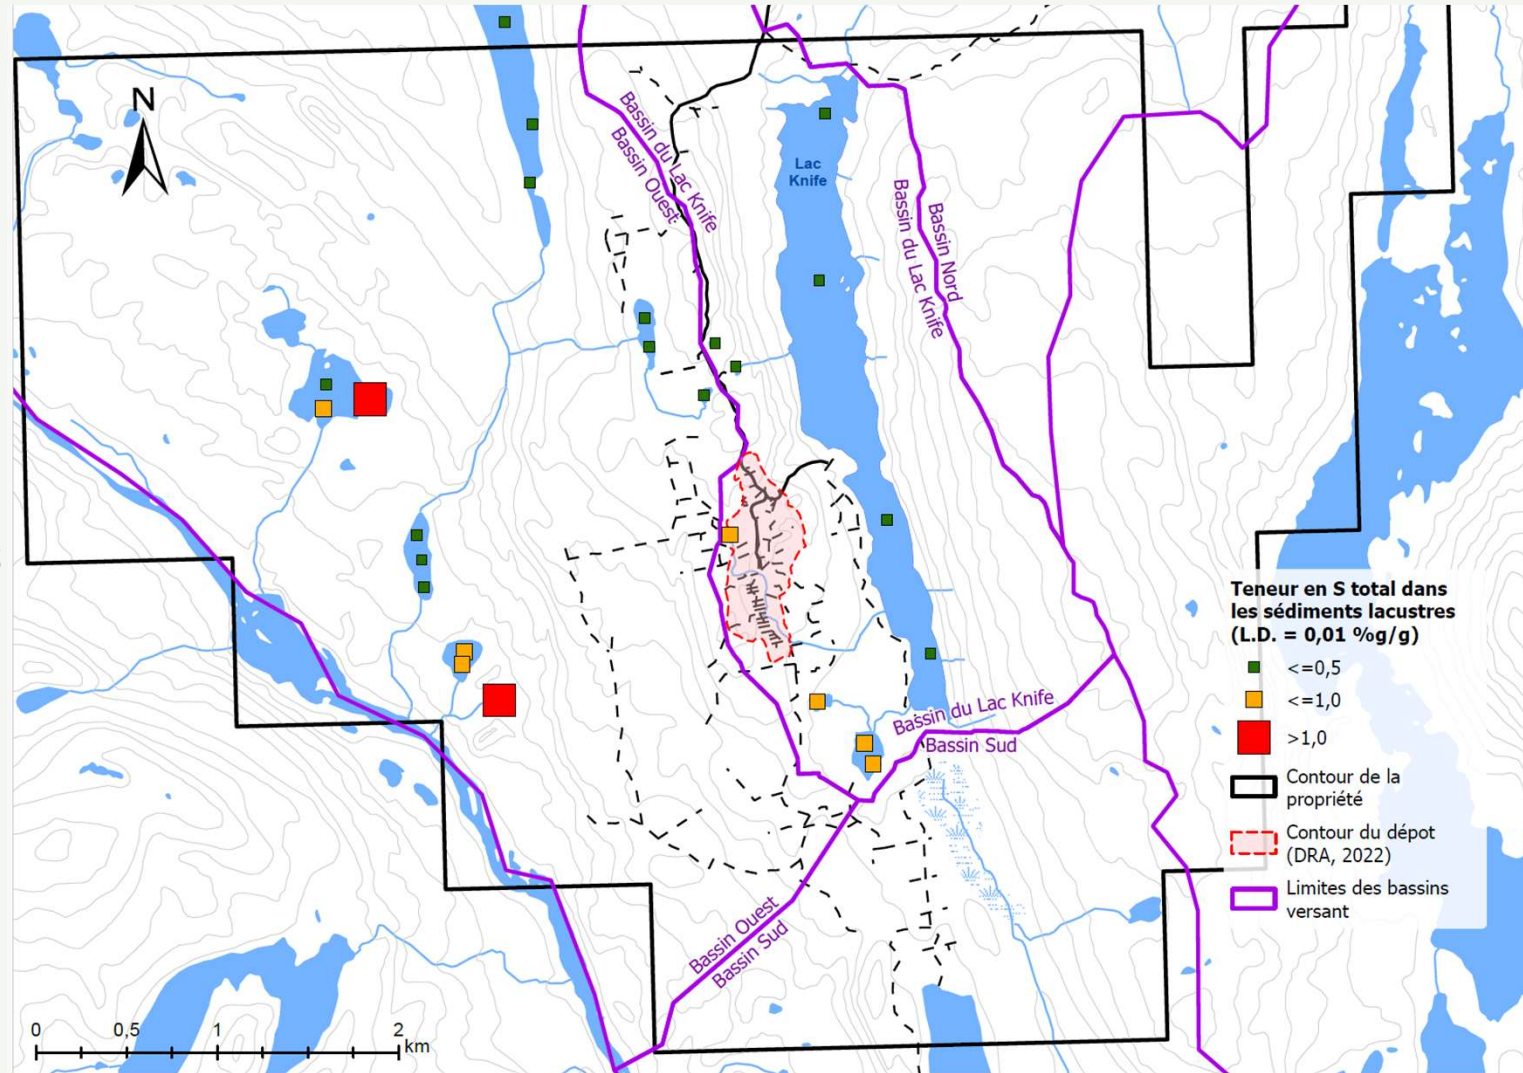 N
Bassin du Lac Knife
Bassin Ouest
Lac
Knife
Bassin Nord
Bassin du Lac Knife
Bassin du Lac Knife
Bassin Sud
Bassin Ouest
Bassin Sud
Teneur en S total dans
les sédiments lacustres
(L.D. = 0,01 %g/g)
<=0,5
<=1,0
>1,0
Contour de la
propriété
Contour du dépot
(DRA, 2022)
Limites des bassins
versant
0 0,5 1 2
km